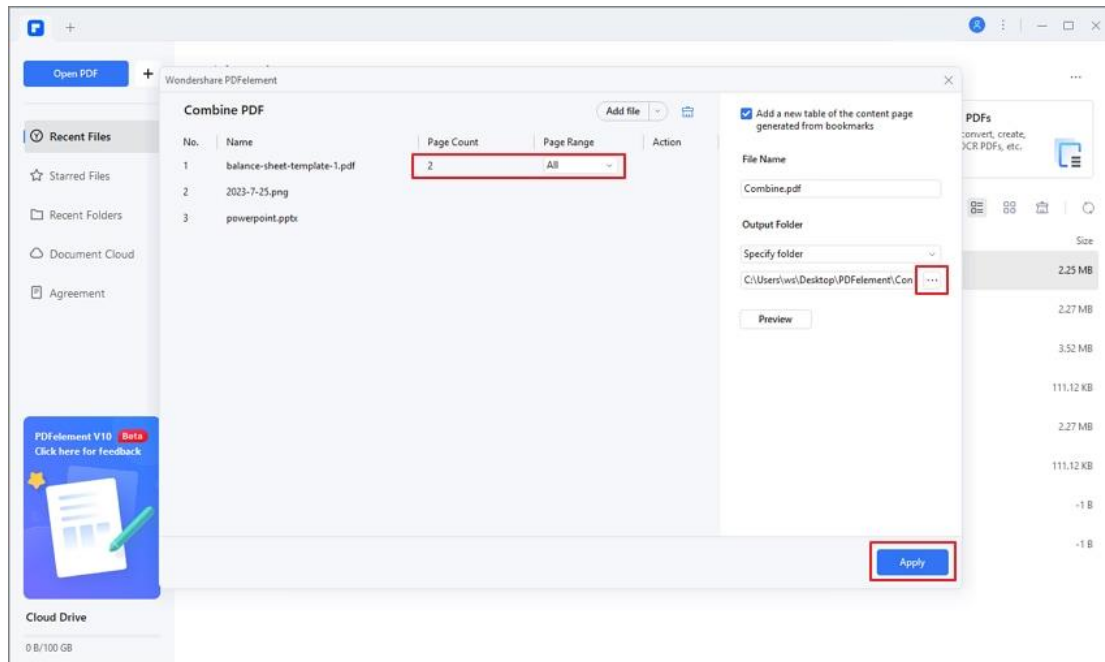 Open PDF
Recent Files
Starred Files
Recent Folders
Document Cloud
Agreement
PDFelement V10 Beta
Click here for feedback
Cloud Drive
0 B/100 GB
Wondershare PDFelement
Combine PDF
Add file
No. Name Page Count Page Range Action
1 balance-sheet-template-1.pdf 2 All
2 2023-7-25.png
3 powerpoint.pptx
Add a new table of the content page
generated from bookmarks
File Name
Combine.pdf
Output Folder
Specify folder
C:\Users\ws\Desktop\PDFelement\Con
Preview
Apply
PDFs
convert, create,
OCR PDFs, etc.
Size
2.25 MB
2.27 MB
3.52 MB
111.12 KB
2.27 MB
111.12 KB
-1 B
-1 B